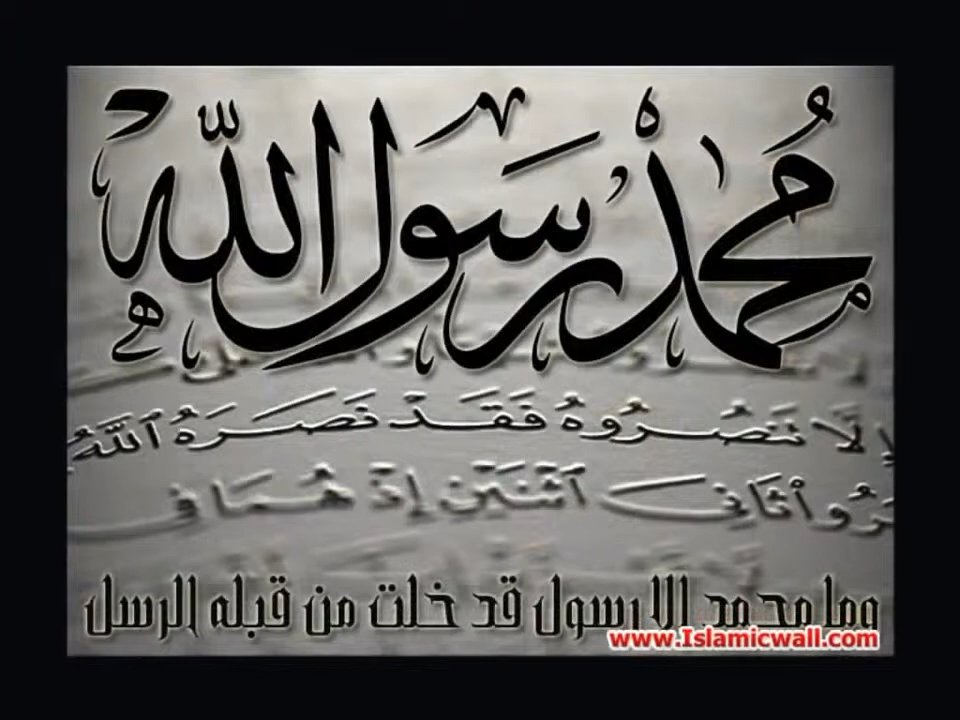 محمد رسول الله
إلا تنصروه فقد نصره الله
ثاني اثنين إذ هما في
وما محمد الا رسول قد خلت من قبله الرسل
www.Islamicwall.com